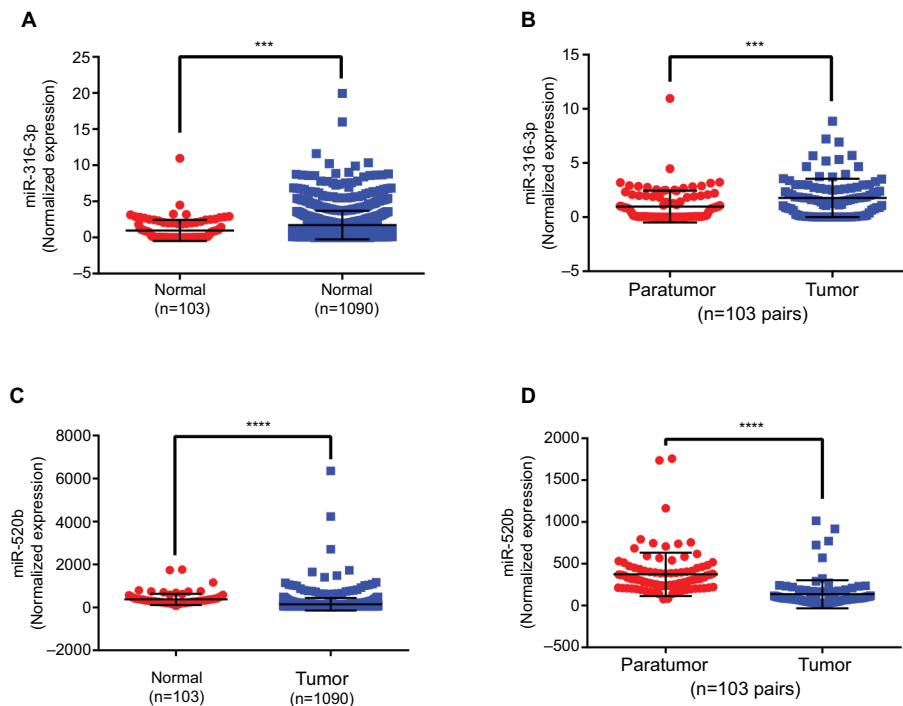 A
miR-316-3p
(Normalized expression)
25
20
15
10
5
0
–5
***
Normal
(n=103)
Normal
(n=1090)
B
miR-316-3p
(Normalized expression)
15
10
5
0
–5
***
Paratumor
Tumor
(n=103 pairs)
C
miR-520b
(Normalized expression)
8000
6000
4000
2000
0
–2000
****
Normal
(n=103)
Tumor
(n=1090)
D
miR-520b
(Normalized expression)
2000
1500
1000
500
0
–500
****
Paratumor
Tumor
(n=103 pairs)